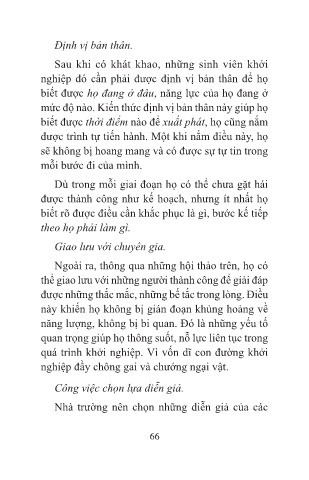 Định vị bản thân.
Sau khi có khát khao, những sinh viên khởi
nghiệp đó cần phải được định vị bản thân để họ
biết được họ đang ở đâu, năng lực của họ đang ở
mức độ nào. Kiến thức định vị bản thân này giúp họ
biết được thời điểm nào để xuất phát, họ cũng nắm
được trình tự tiến hành. Một khi nắm điều này, họ
sẽ không bị hoang mang và có được sự tự tin trong
mỗi bước đi của mình.
Dù trong mỗi giai đoạn họ có thể chưa gặt hái
được thành công như kế hoạch, nhưng ít nhất họ
biết rõ được điều cần khắc phục là gì, bước kế tiếp
theo họ phải làm gì.
Giao lưu với chuyên gia.
Ngoài ra, thông qua những hội thảo trên, họ có
thể giao lưu với những người thành công để giải đáp
được những thắc mắc, những bế tắc trong lòng. Điều
này khiến họ không bị gián đoạn khủng hoảng về
năng lượng, không bị bi quan. Đó là những yếu tố
quan trọng giúp họ thông suốt, nỗ lực liên tục trong
quá trình khởi nghiệp. Vì vốn dĩ con đường khởi
nghiệp đầy chông gai và chướng ngại vật.
Công việc chọn lựa diễn giả.
Nhà trường nên chọn những diễn giả của các
66